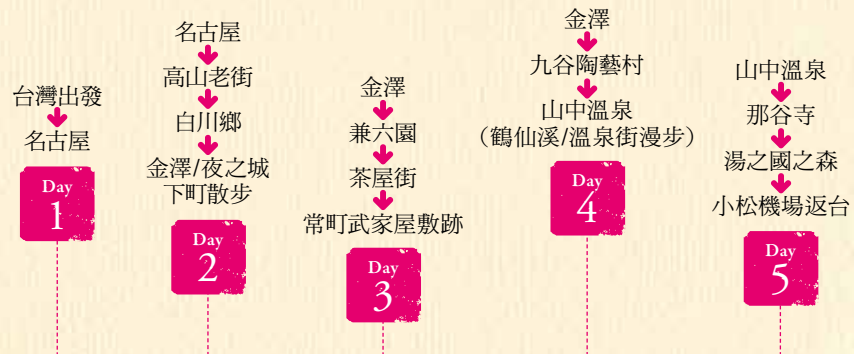 台灣出發
名古屋
Day
1
名古屋
高山老街
白川鄉
金澤/夜之城
下町散步
Day
2
金澤
兼六園
茶屋街
常町武家屋敷跡
Day
3
金澤
九谷陶藝村
山中溫泉
（鶴仙溪/溫泉街漫步）
Day
4
山中溫泉
那谷寺
湯之國之森
小松機場返台
Day
5